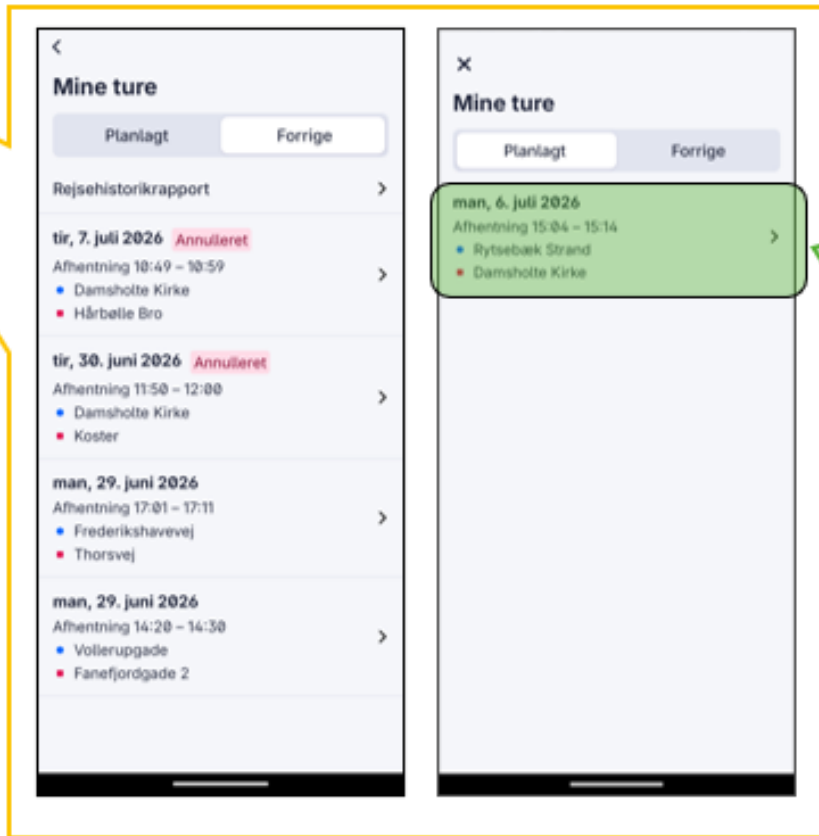 Mine ture
Planlagt Forrige
Rejsehistorikrapport
tir, 7. juli 2026 Annulleret
Afhentning 10:49 – 10:59
Damsholte Kirke
Hårbølle Bro
tir, 30. juni 2026 Annulleret
Afhentning 11:50 – 12:00
Damsholte Kirke
Koster
man, 29. juni 2026
Afhentning 17:01 – 17:11
Frederikshavevej
Thorsvej
man, 29. juni 2026
Afhentning 14:20 – 14:30
Vollerupgade
Fanefjordgade 2
Mine ture
Planlagt Forrige
man, 6. juli 2026
Afhentning 15:04 – 15:14
Rytsebæk Strand
Damsholte Kirke